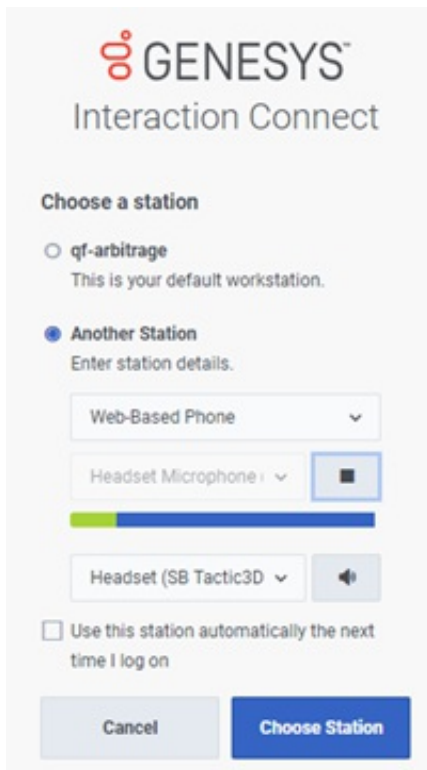 GENESYS™
Interaction Connect
Choose a station
qf-arbitrage
This is your default workstation.
Another Station
Enter station details.
Web-Based Phone
Headset Microphone (
Headset (SB Tactic3D
Use this station automatically the next
time I log on
Cancel Choose Station